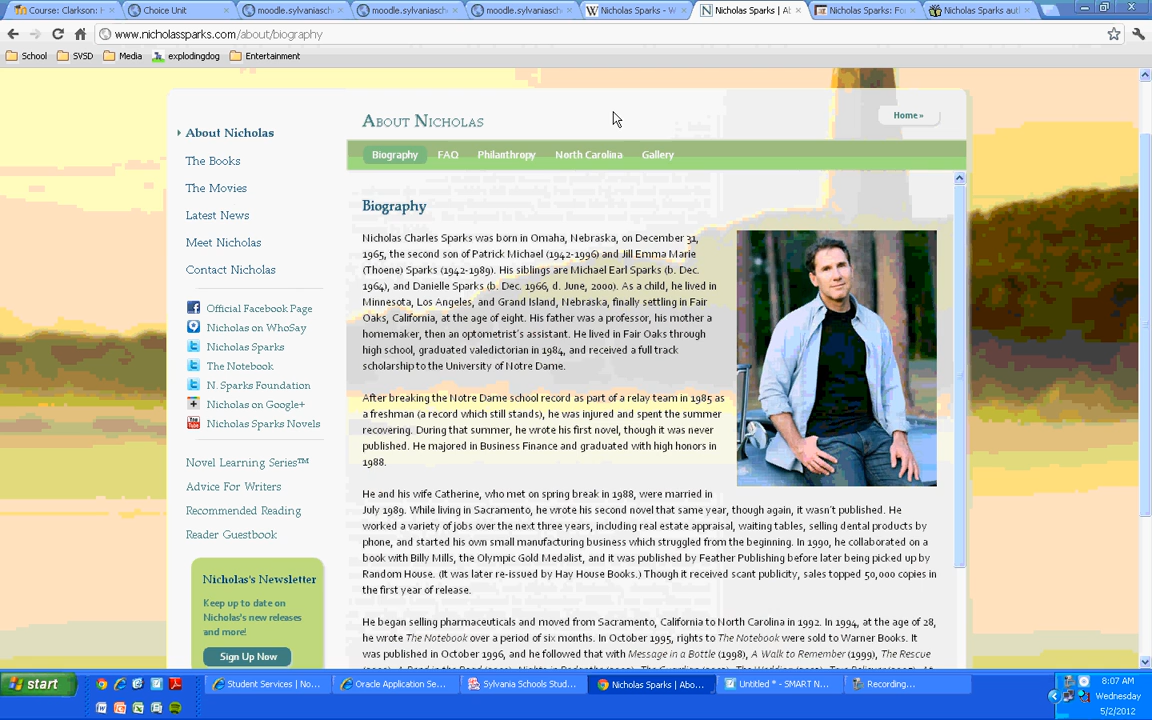 Course: Clarkson: H
Choice Unit
moodle.sylvaniasch
moodle.sylvaniasch
moodle.sylvaniasch
Nicholas Sparks - W
Nicholas Sparks | Ab
Nicholas Sparks: Fo
Nicholas Sparks aut
www.nicholassparks.com/about/biography
School
SVSD
Media
explodingdog
Entertainment
About Nicholas
The Books
The Movies
Latest News
Meet Nicholas
Contact Nicholas
Official Facebook Page
Nicholas on WhoSay
Nicholas Sparks
The Notebook
N. Sparks Foundation
Nicholas on Google+
Nicholas Sparks Novels
Novel Learning Series™
Advice For Writers
Recommended Reading
Reader Guestbook
Nicholas's Newsletter
Keep up to date on
Nicholas's new releases
and more!
Sign Up Now
About Nicholas
Home »
Biography
FAQ
Philanthropy
North Carolina
Gallery
Biography
Nicholas Charles Sparks was born in Omaha, Nebraska, on December 31,
1965, the second son of Patrick Michael (1942-1996) and Jill Emma Marie
(Thoene) Sparks (1942-1989). His siblings are Michael Earl Sparks (b. Dec.
1964), and Danielle Sparks (b. Dec. 1966, d. June, 2000). As a child, he lived in
Minnesota, Los Angeles, and Grand Island, Nebraska, finally settling in Fair
Oaks, California, at the age of eight. His father was a professor, his mother a
homemaker, then an optometrist's assistant. He lived in Fair Oaks through
high school, graduated valedictorian in 1984, and received a full track
scholarship to the University of Notre Dame.
After breaking the Notre Dame school record as part of a relay team in 1985 as
a freshman (a record which still stands), he was injured and spent the summer
recovering. During that summer, he wrote his first novel, though it was never
published. He majored in Business Finance and graduated with high honors in
1988.
He and his wife Catherine, who met on spring break in 1988, were married in
July 1989. While living in Sacramento, he wrote his second novel that same year, though again, it wasn't published. He
worked a variety of jobs over the next three years, including real estate appraisal, waiting tables, selling dental products by
phone, and started his own small manufacturing business which struggled from the beginning. In 1990, he collaborated on a
book with Billy Mills, the Olympic Gold Medalist, and it was published by Feather Publishing before later being picked up by
Random House. (It was later re-issued by Hay House Books.) Though it received scant publicity, sales topped 50,000 copies in
the first year of release.
He began selling pharmaceuticals and moved from Sacramento, California to North Carolina in 1992. In 1994, at the age of 28,
he wrote The Notebook over a period of six months. In October 1995, rights to The Notebook were sold to Warner Books. It
was published in October 1996, and he followed that with Message in a Bottle (1998), A Walk to Remember (1999), The Rescue
start
Student Services | No...
Oracle Application Se...
Sylvania Schools Stud...
Nicholas Sparks | Abo...
Untitled * - SMART N...
Recording...
8:07 AM
Wednesday
5/2/2012